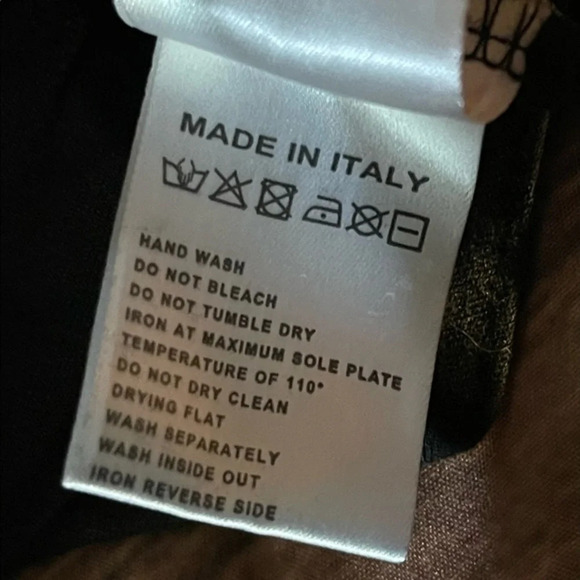 MADE IN ITALY
HAND WASH
DO NOT BLEACH
DO NOT TUMBLE DRY
IRON AT MAXIMUM SOLE PLATE
TEMPERATURE OF 110°
DO NOT DRY CLEAN
DRYING FLAT
WASH SEPARATELY
WASH INSIDE OUT
IRON REVERSE SIDE